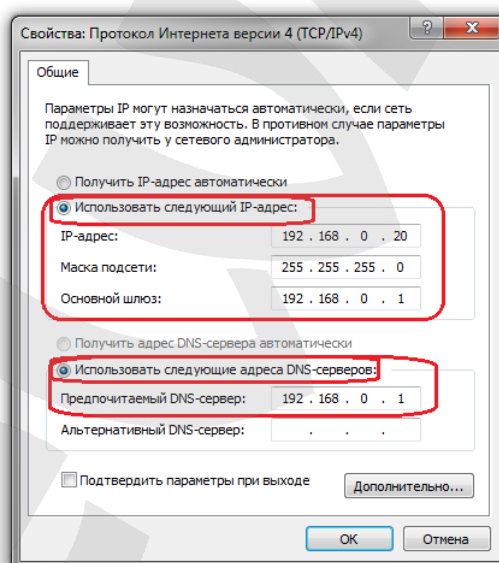 Свойства: Протокол Интернета версии 4 (TCP/IPv4)
Общие
Параметры IP могут назначаться автоматически, если сеть
поддерживает эту возможность. В противном случае параметры
IP можно получить у сетевого администратора.
Получить IP-адрес автоматически
Использовать следующий IP-адрес:
IP-адрес: 192 . 168 . 0 . 20
Маска подсети: 255 . 255 . 255 . 0
Основной шлюз: 192 . 168 . 0 . 1
Получить адрес DNS-сервера автоматически
Использовать следующие адреса DNS-серверов:
Предпочитаемый DNS-сервер: 192 . 168 . 0 . 1
Альтернативный DNS-сервер: . . .
Подтвердить параметры при выходе
Дополнительно...
ОК Отмена